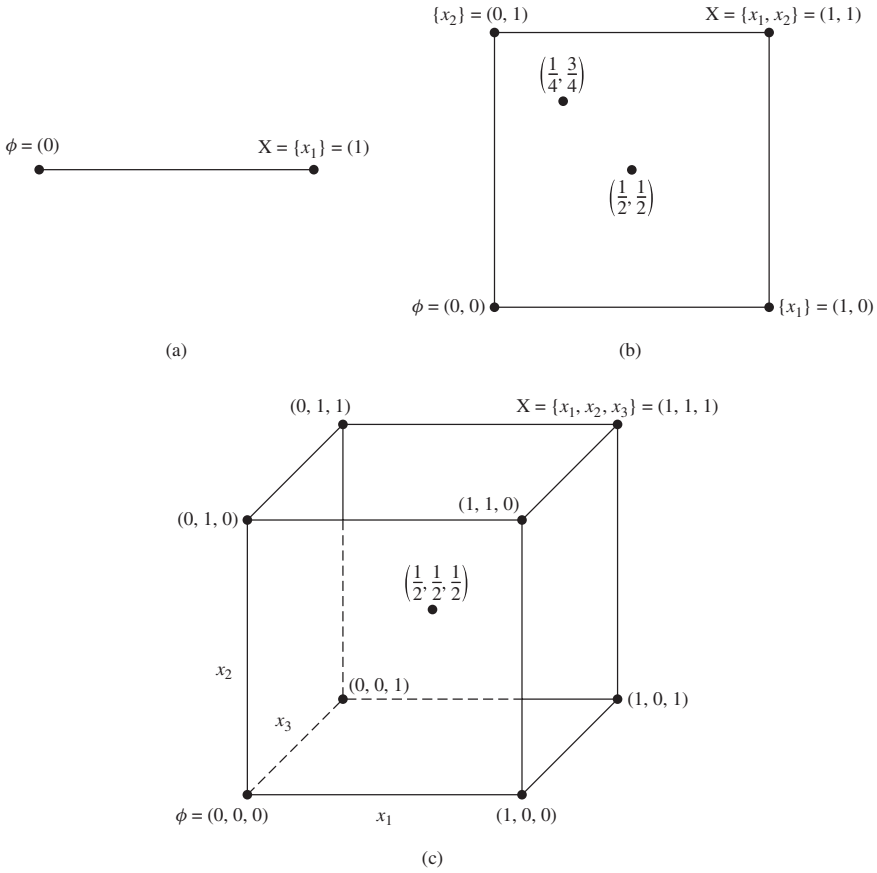 {x₂} = (0, 1)
X = {x₁, x₂} = (1, 1)
(1/4, 3/4)
ϕ = (0)
X = {x₁} = (1)
(1/2, 1/2)
ϕ = (0, 0)
{x₁} = (1, 0)
(a)
(b)
(0, 1, 1)
X = {x₁, x₂, x₃} = (1, 1, 1)
(0, 1, 0)
(1, 1, 0)
(1/2, 1/2, 1/2)
x₂
(0, 0, 1)
(1, 0, 1)
x₃
ϕ = (0, 0, 0)
x₁
(1, 0, 0)
(c)